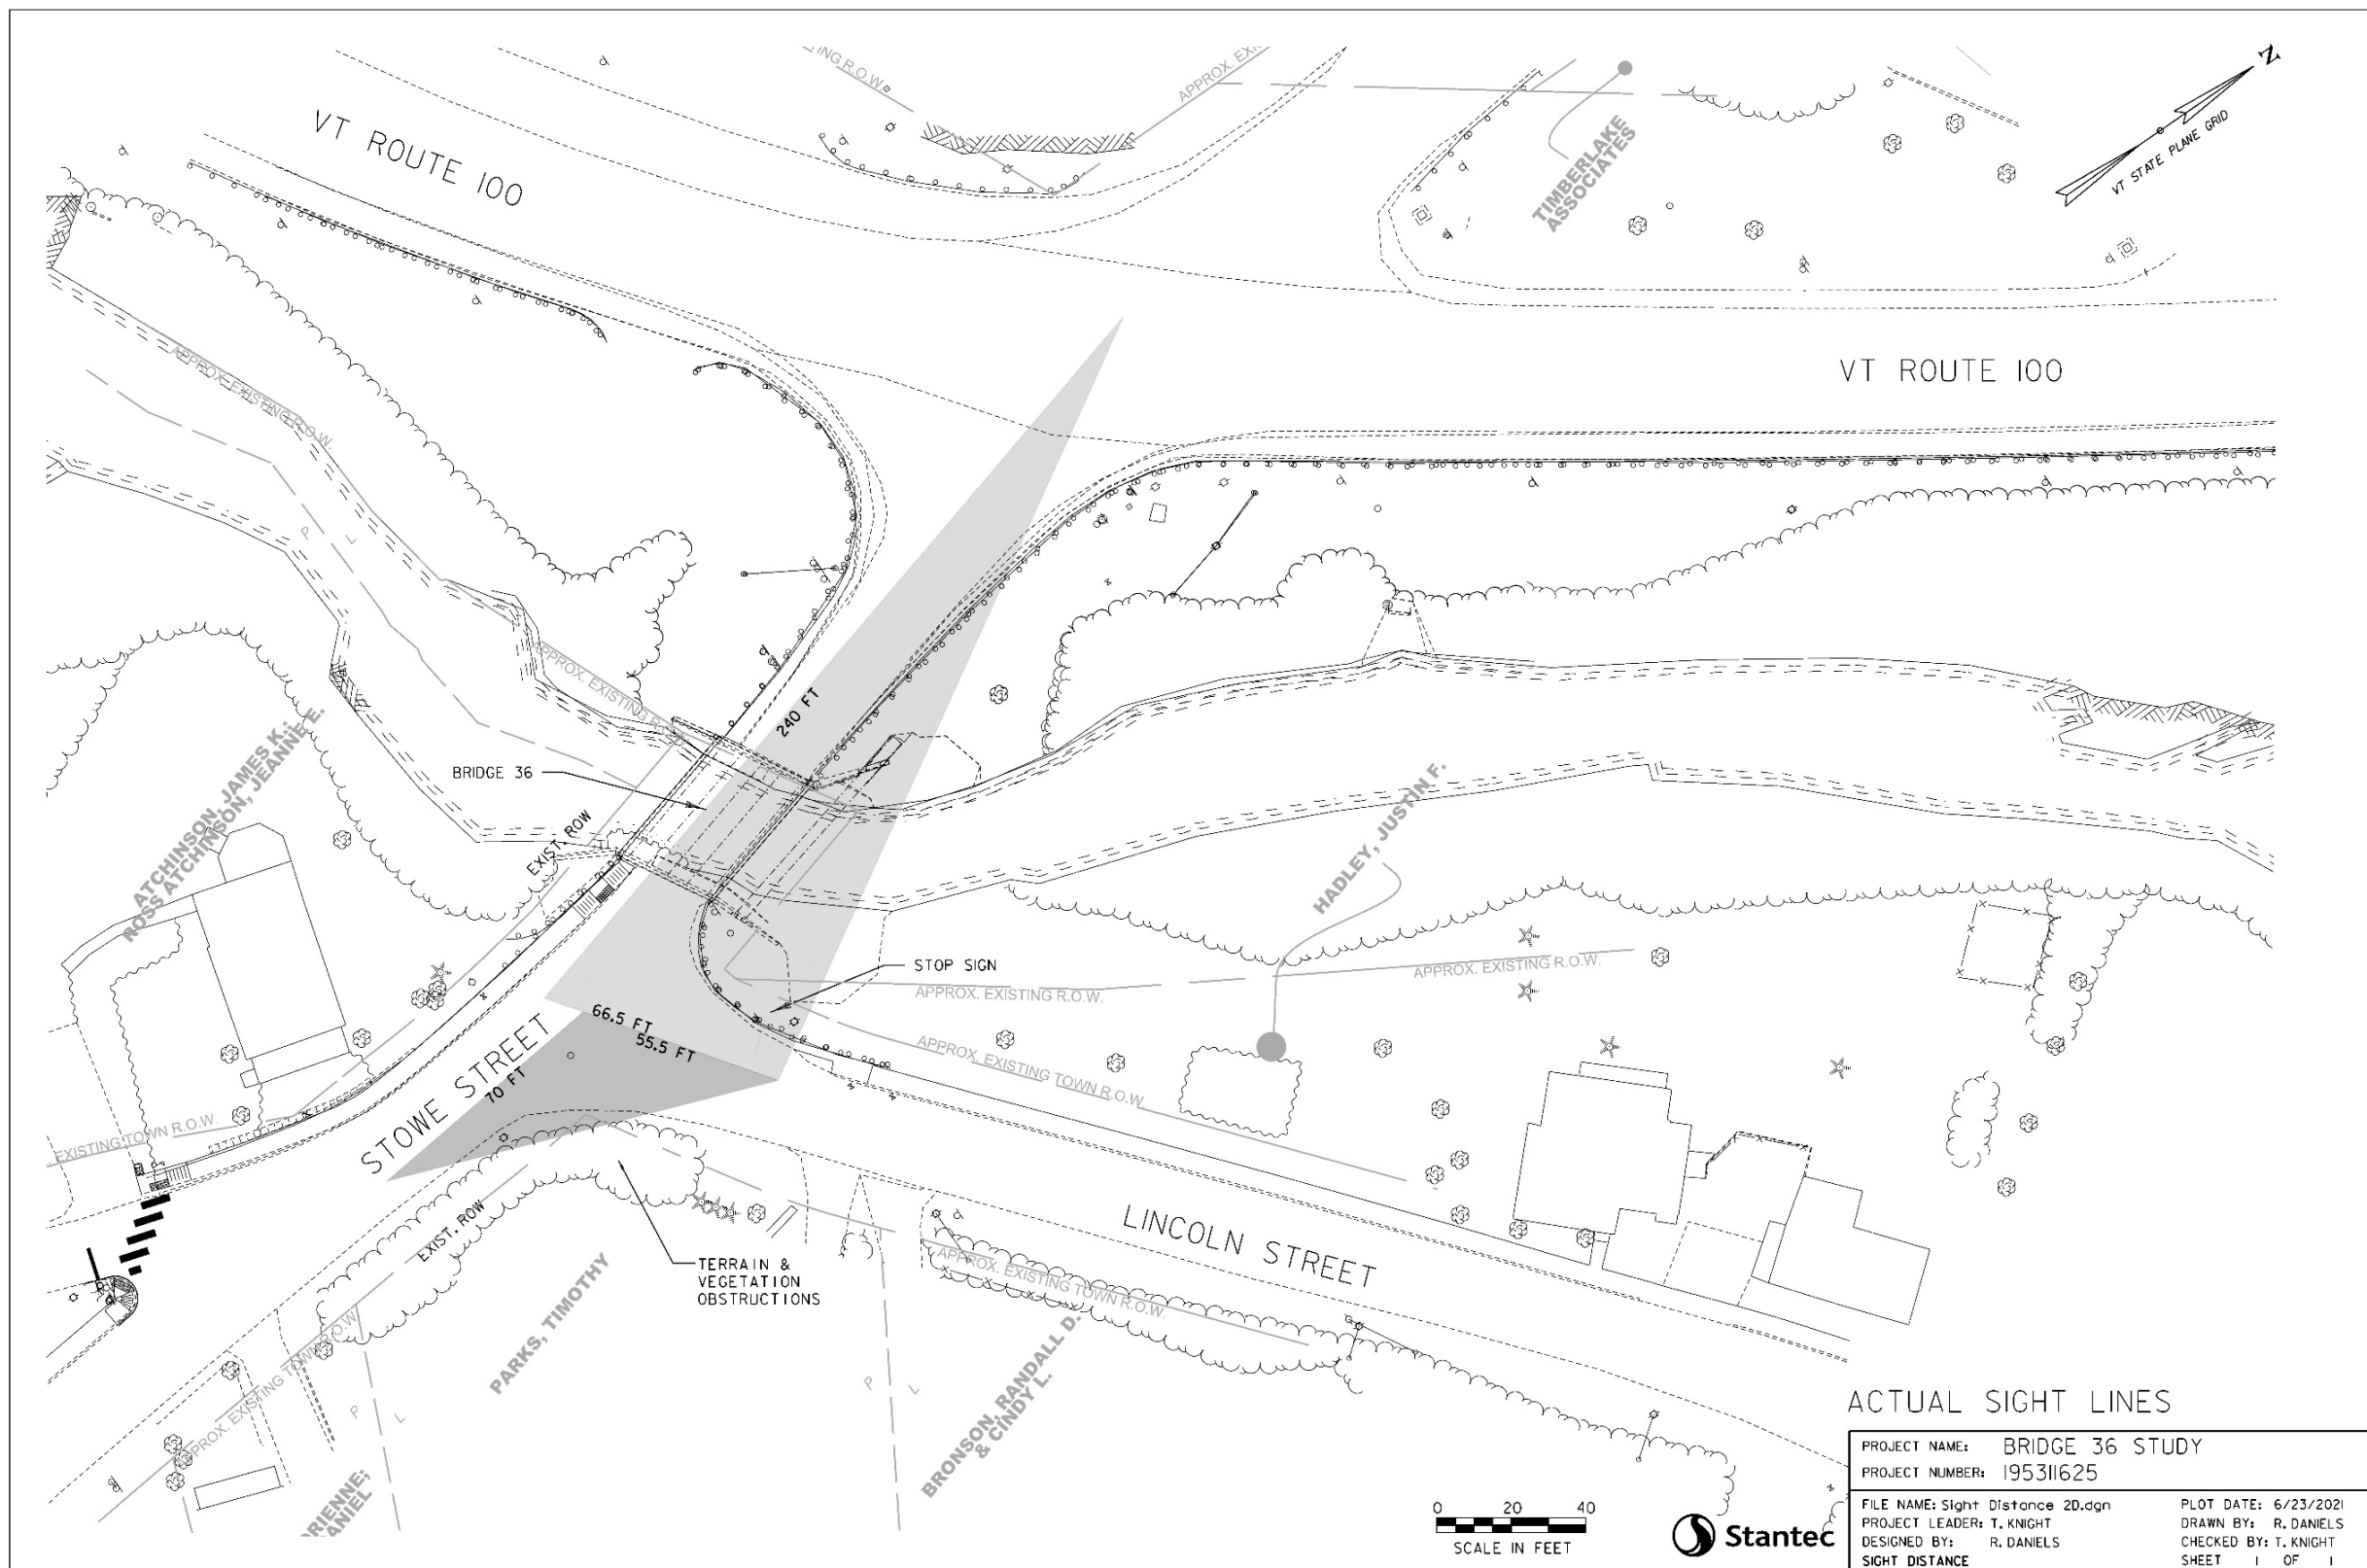 TING R.O.W.
APPROX. EXI
N
VT STATE PLANE GRID
VT ROUTE 100
TIMBERLAKE
ASSOCIATES
VT ROUTE 100
APPROX. EXISTING R.O.W.
P
L
APPROX. EXISTING R.O.W.
240 FT
BRIDGE 36
EXIST. ROW
ATCHINSON, JAMES K.;
ROSS ATCHINSON, JEANNE E.
HADLEY, JUSTIN F.
STOP SIGN
APPROX. EXISTING R.O.W.
APPROX. EXISTING R.O.W.
66.5 FT
55.5 FT
70 FT
STOWE STREET
APPROX. EXISTING TOWN R.O.W.
EXISTING TOWN R.O.W.
EXIST. ROW
TERRAIN &
VEGETATION
OBSTRUCTIONS
LINCOLN STREET
APPROX. EXISTING TOWN R.O.W.
PARKS, TIMOTHY
BRONSON, RANDALL D.
& CINDY L.
P
L
APPROX. EXISTING TOWN R.O.W.
P
L
RIENNE;
ANIEL
ACTUAL SIGHT LINES
PROJECT NAME: BRIDGE 36 STUDY
PROJECT NUMBER: 195311625
FILE NAME: Sight Distance 2D.dgn PLOT DATE: 6/23/2021
PROJECT LEADER: T. KNIGHT DRAWN BY: R. DANIELS
DESIGNED BY: R. DANIELS CHECKED BY: T. KNIGHT
SIGHT DISTANCE SHEET 1 OF 1
0 20 40
SCALE IN FEET
Stantec